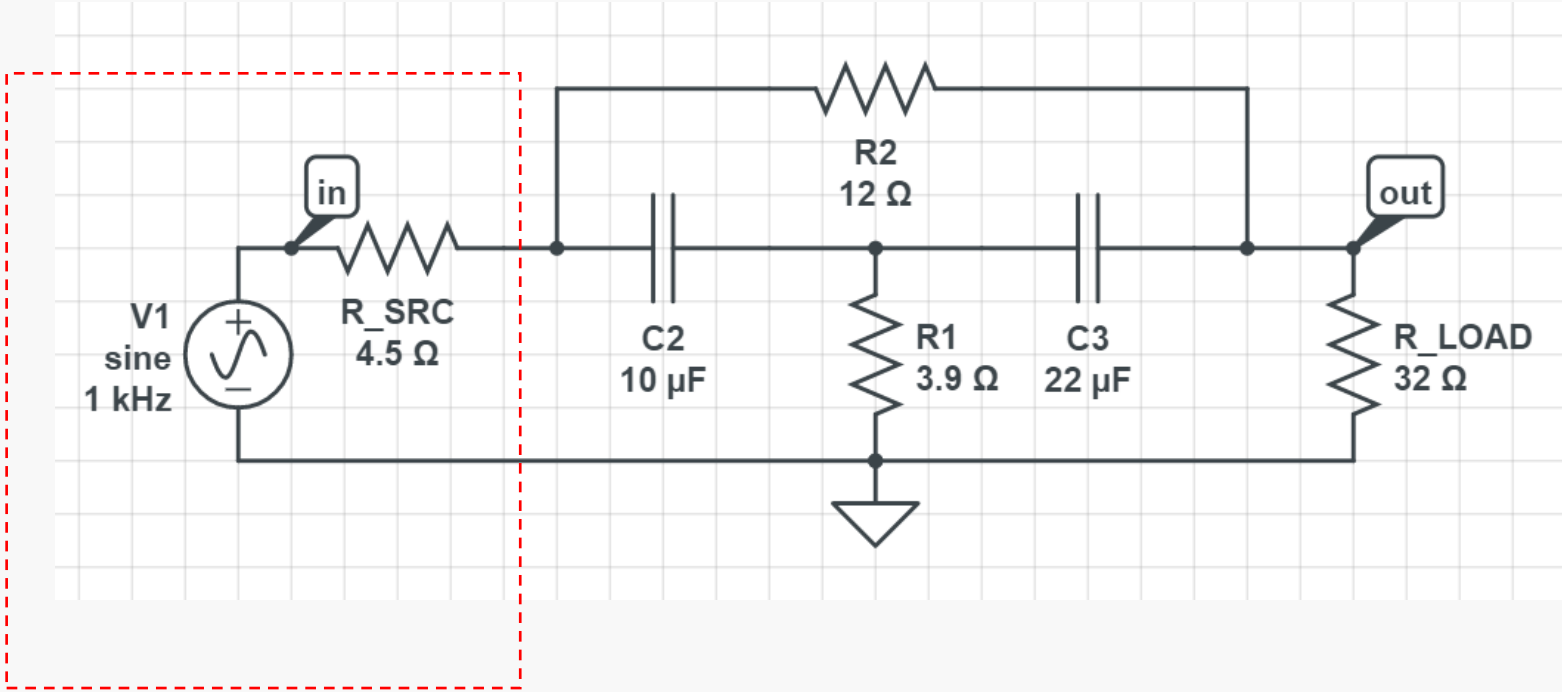 R2
12 Ω
in
out
V1
sine
1 kHz
R_SRC
4.5 Ω
C2
10 µF
R1
3.9 Ω
C3
22 µF
R_LOAD
32 Ω